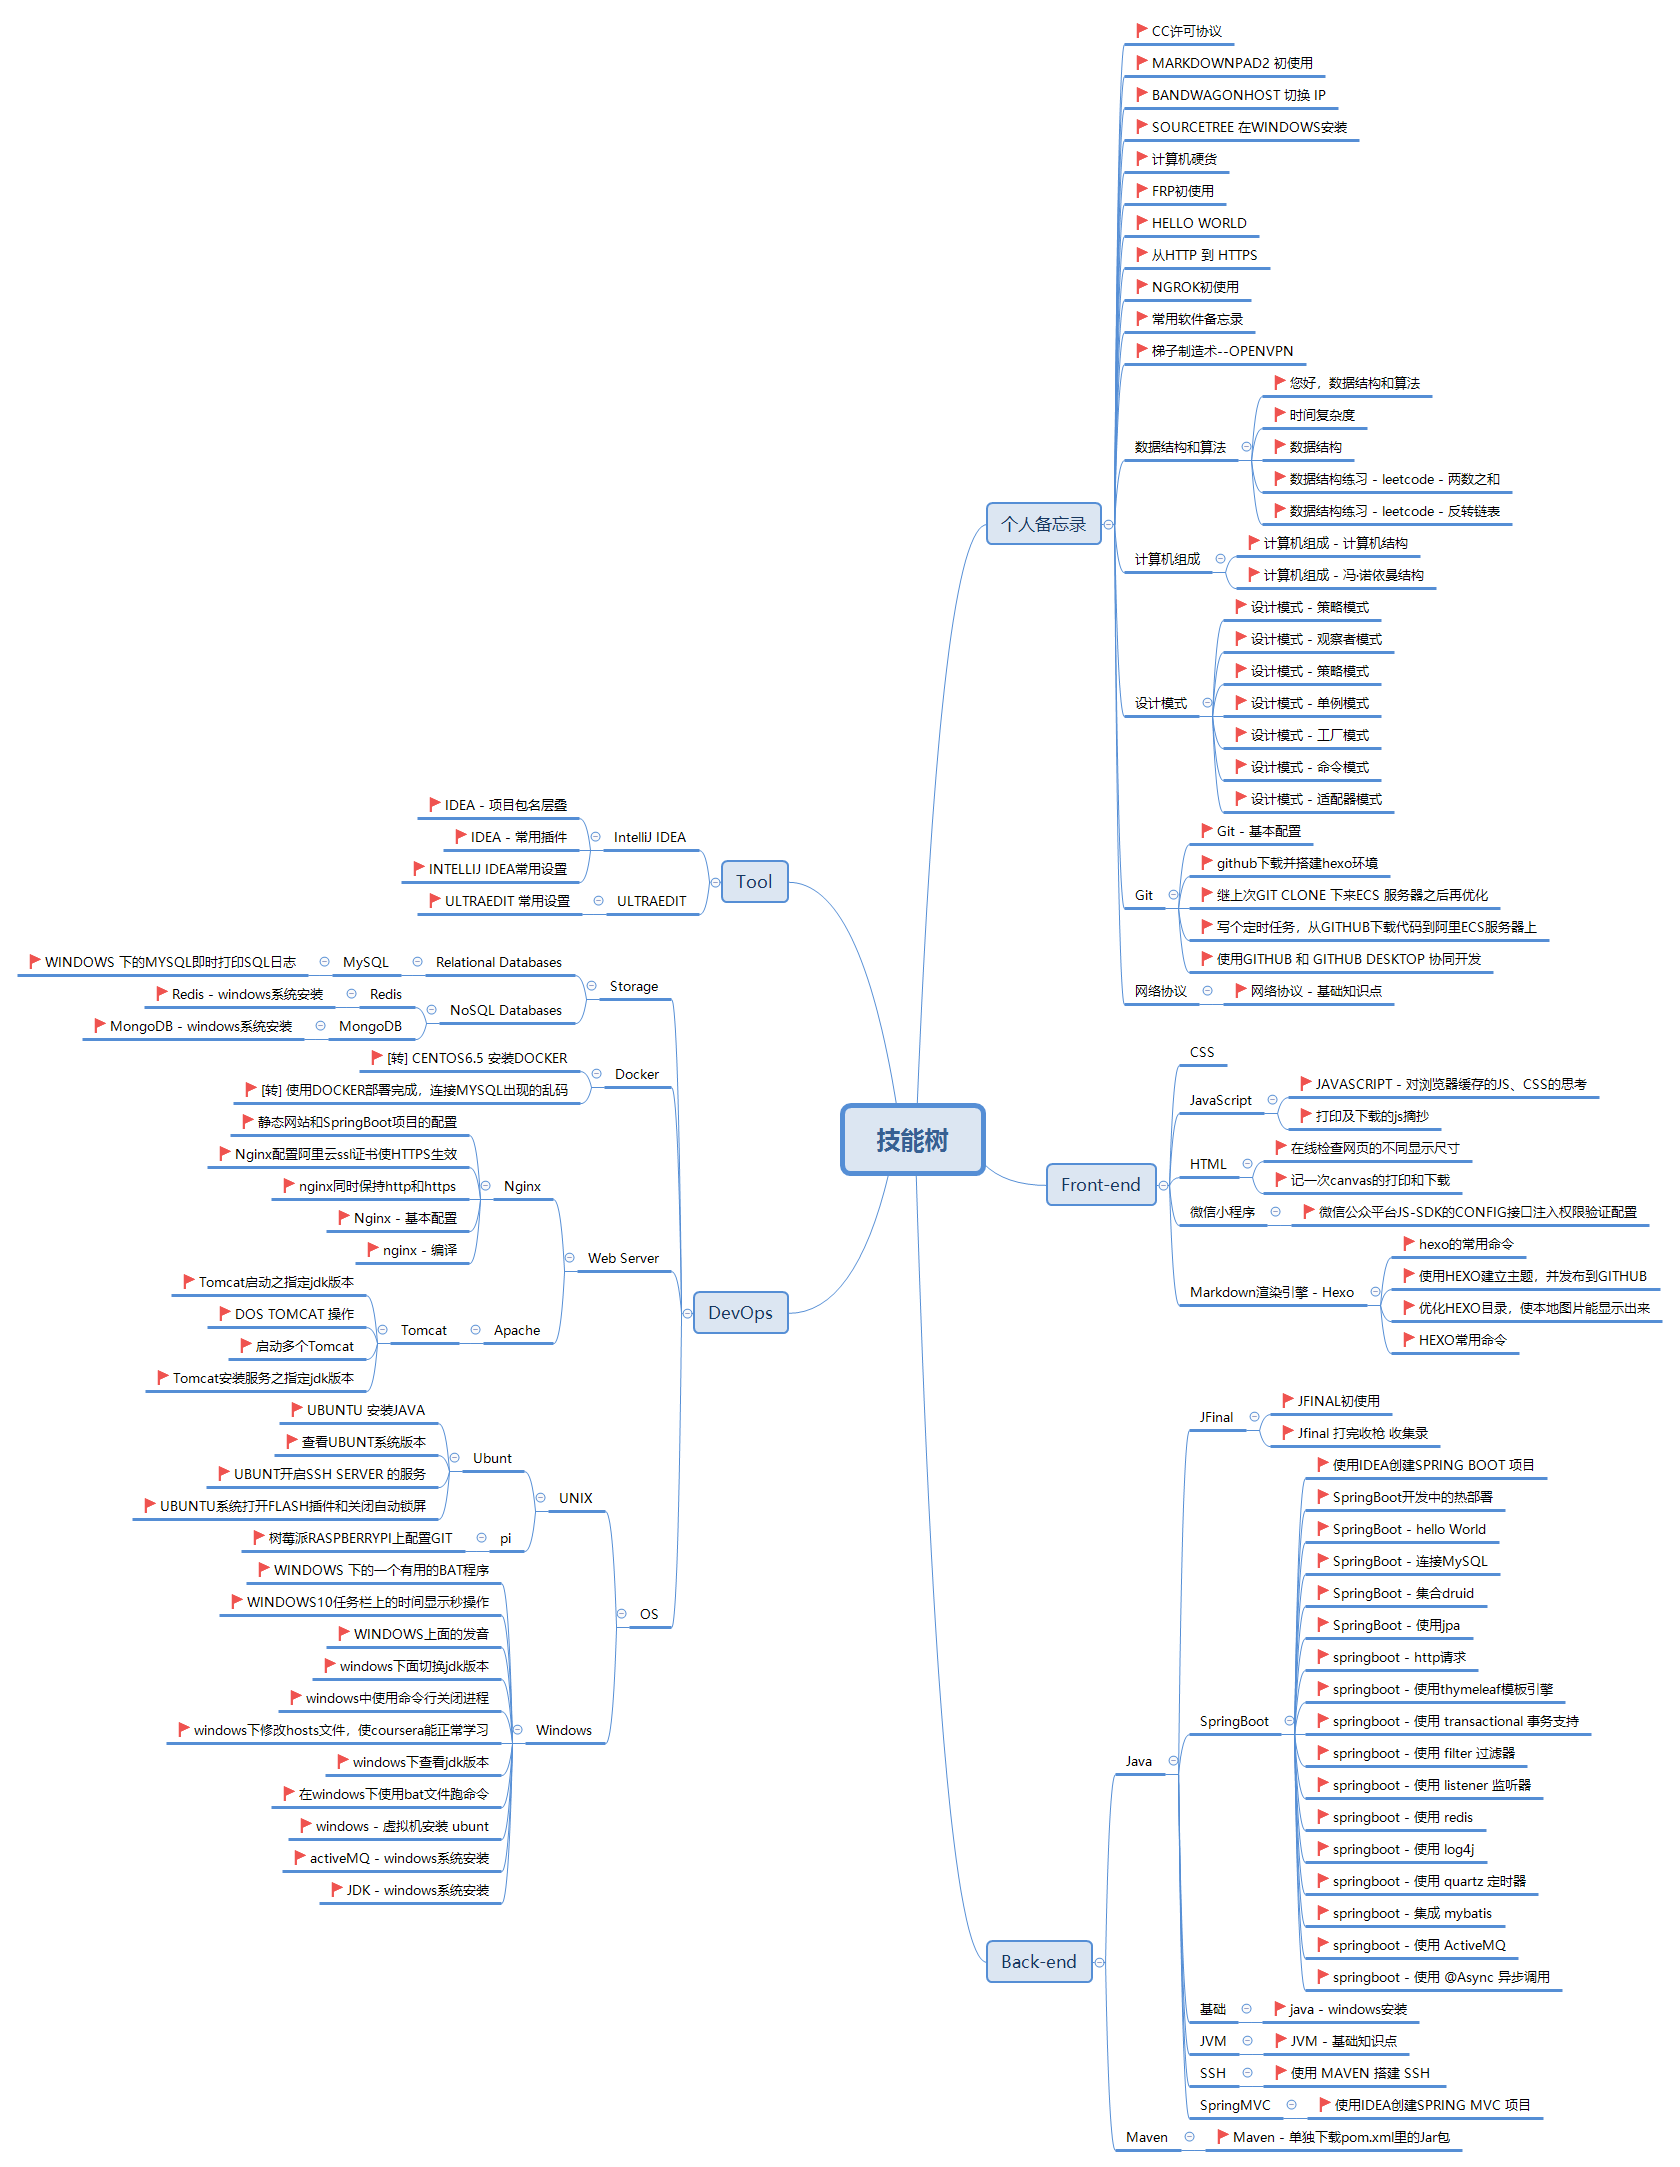 技能树
个人备忘录
CC许可协议
MARKDOWNPAD2 初使用
BANDWAGONHOST 切换 IP
SOURCETREE 在WINDOWS安装
计算机硬货
FRP初使用
HELLO WORLD
从HTTP 到 HTTPS
NGROK初使用
常用软件备忘录
梯子制造术--OPENVPN
数据结构和算法
您好，数据结构和算法
时间复杂度
数据结构
数据结构练习 - leetcode - 两数之和
数据结构练习 - leetcode - 反转链表
计算机组成
计算机组成 - 计算机结构
计算机组成 - 冯·诺依曼结构
设计模式
设计模式 - 策略模式
设计模式 - 观察者模式
设计模式 - 策略模式
设计模式 - 单例模式
设计模式 - 工厂模式
设计模式 - 命令模式
设计模式 - 适配器模式
Git
Git - 基本配置
github下载并搭建hexo环境
继上次GIT CLONE 下来ECS 服务器之后再优化
写个定时任务，从GITHUB下载代码到阿里ECS服务器上
使用GITHUB 和 GITHUB DESKTOP 协同开发
网络协议
网络协议 - 基础知识点
Front-end
CSS
JavaScript
JAVASCRIPT - 对浏览器缓存的JS、CSS的思考
打印及下载的js摘抄
HTML
在线检查网页的不同显示尺寸
记一次canvas的打印和下载
微信小程序
微信公众平台JS-SDK的CONFIG接口注入权限验证配置
Markdown渲染引擎 - Hexo
hexo的常用命令
使用HEXO建立主题，并发布到GITHUB
优化HEXO目录，使本地图片能显示出来
HEXO常用命令
Back-end
Java
JFinal
JFINAL初使用
Jfinal 打完收枪 收集录
SpringBoot
使用IDEA创建SPRING BOOT 项目
SpringBoot开发中的热部署
SpringBoot - hello World
SpringBoot - 连接MySQL
SpringBoot - 集合druid
SpringBoot - 使用jpa
springboot - http请求
springboot - 使用thymeleaf模板引擎
springboot - 使用 transactional 事务支持
springboot - 使用 filter 过滤器
springboot - 使用 listener 监听器
springboot - 使用 redis
springboot - 使用 log4j
springboot - 使用 quartz 定时器
springboot - 集成 mybatis
springboot - 使用 ActiveMQ
springboot - 使用 @Async 异步调用
基础
java - windows安装
JVM
JVM - 基础知识点
SSH
使用 MAVEN 搭建 SSH
SpringMVC
使用IDEA创建SPRING MVC 项目
Maven
Maven - 单独下载pom.xml里的Jar包
Tool
IntelliJ IDEA
IDEA - 项目包名层叠
IDEA - 常用插件
INTELLIJ IDEA常用设置
ULTRAEDIT
ULTRAEDIT 常用设置
DevOps
Storage
Relational Databases
MySQL
WINDOWS 下的MYSQL即时打印SQL日志
NoSQL Databases
Redis
Redis - windows系统安装
MongoDB
MongoDB - windows系统安装
Docker
[转] CENTOS6.5 安装DOCKER
[转] 使用DOCKER部署完成，连接MYSQL出现的乱码
Web Server
Nginx
静态网站和SpringBoot项目的配置
Nginx配置阿里云ssl证书使HTTPS生效
nginx同时保持http和https
Nginx - 基本配置
nginx - 编译
Apache
Tomcat
Tomcat启动之指定jdk版本
DOS TOMCAT 操作
启动多个Tomcat
Tomcat安装服务之指定jdk版本
OS
UNIX
Ubunt
UBUNTU 安装JAVA
查看UBUNT系统版本
UBUNT开启SSH SERVER 的服务
UBUNTU系统打开FLASH插件和关闭自动锁屏
pi
树莓派RASPBERRYPI上配置GIT
Windows
WINDOWS 下的一个有用的BAT程序
WINDOWS10任务栏上的时间显示秒操作
WINDOWS上面的发音
windows下面切换jdk版本
windows中使用命令行关闭进程
windows下修改hosts文件，使coursera能正常学习
windows下查看jdk版本
在windows下使用bat文件跑命令
windows - 虚拟机安装 ubunt
activeMQ - windows系统安装
JDK - windows系统安装